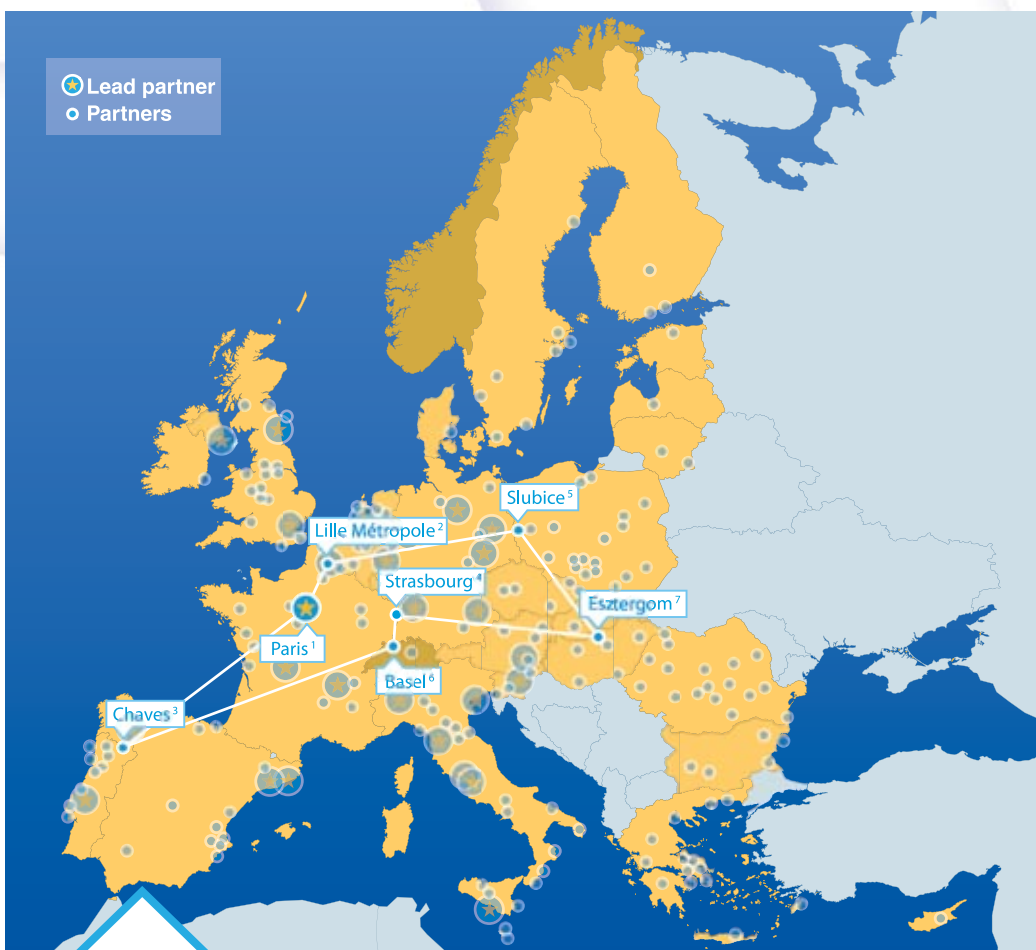 Lead partner
Partners
Slubice 5
Lille Métropole 2
Strasbourg 4
Esztergom 7
Paris 1
Basel 6
Chaves 3